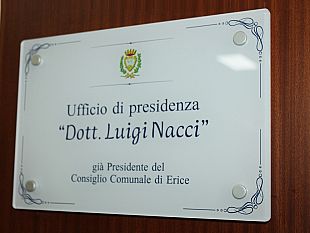 Ufficio di presidenza
“Dott. Luigi Nacci”
già Presidente del
Consiglio Comunale di Erice